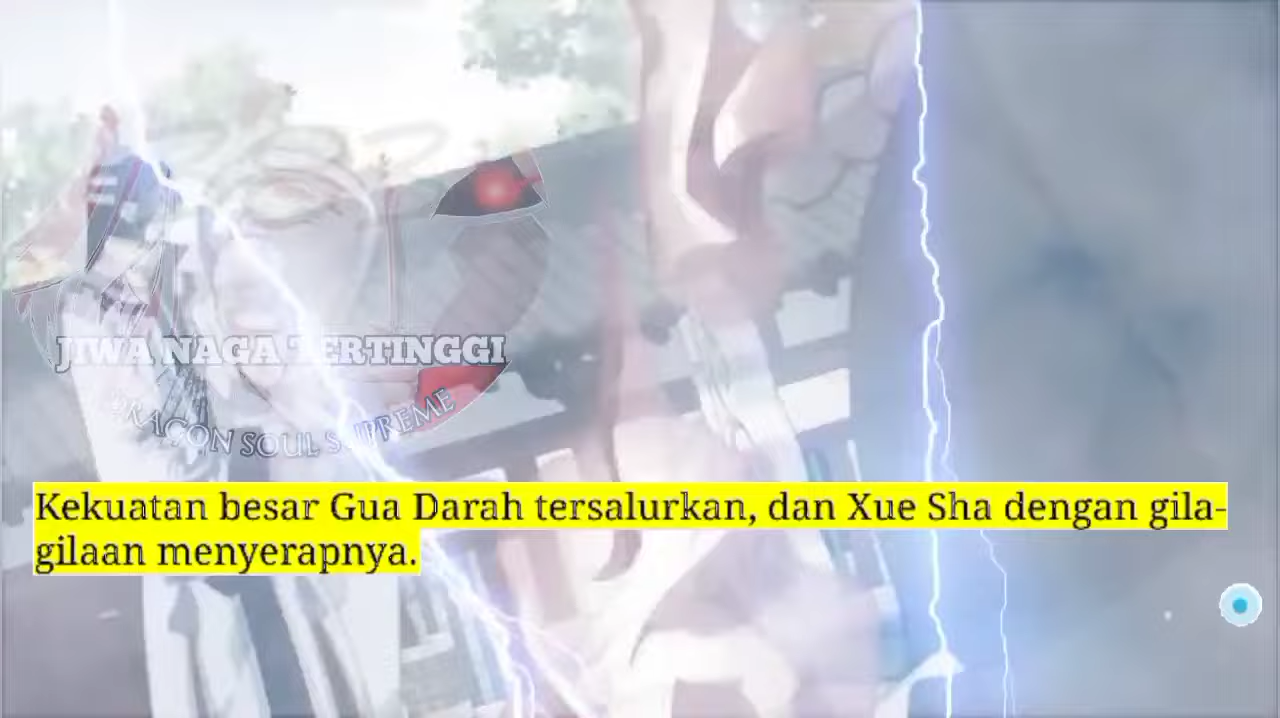 JIWA NAGA TERTINGGI
DRAGON SOUL SUPREME
Kekuatan besar Gua Darah tersalurkan, dan Xue Sha dengan gila-
gilaan menyerapnya.